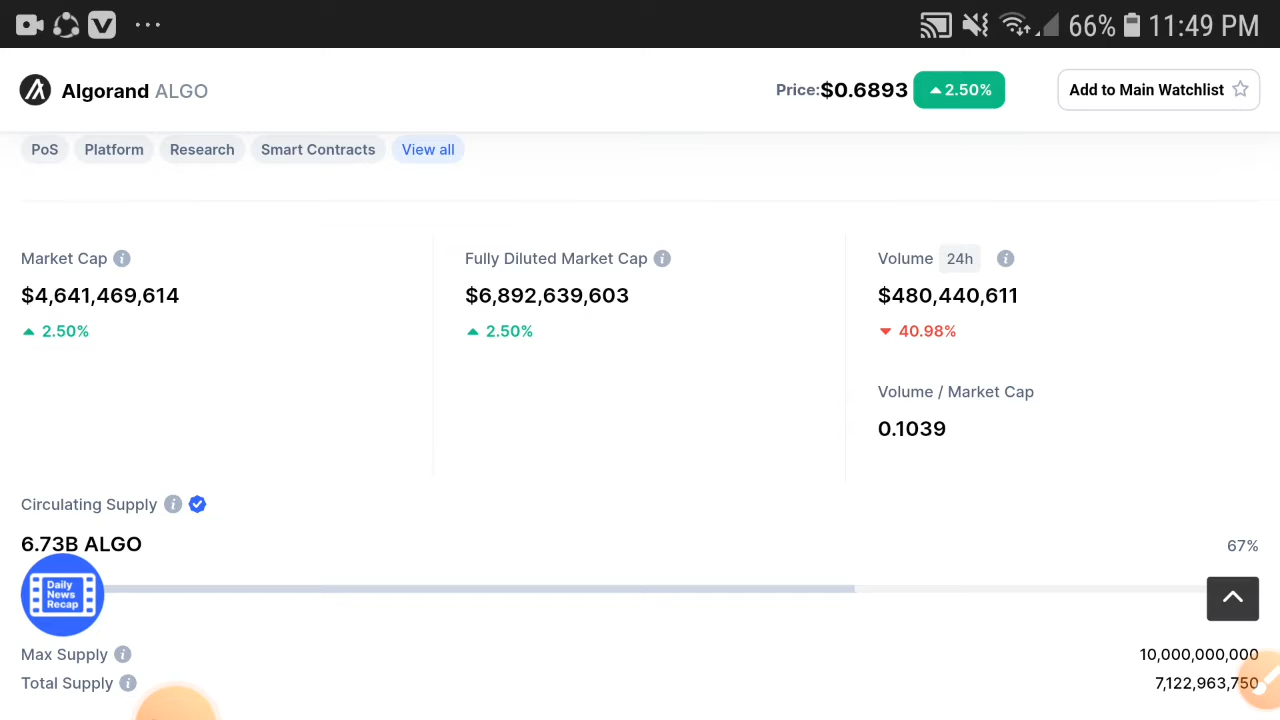 66% 11:49 PM
Algorand ALGO
Price:$0.6893 2.50% Add to Main Watchlist
PoS Platform Research Smart Contracts View all
Market Cap
$4,641,469,614
2.50%
Fully Diluted Market Cap
$6,892,639,603
2.50%
Volume 24h
$480,440,611
40.98%
Volume / Market Cap
0.1039
Circulating Supply
6.73B ALGO 67%
Daily
News
Recap
Max Supply 10,000,000,000
Total Supply 7,122,963,750